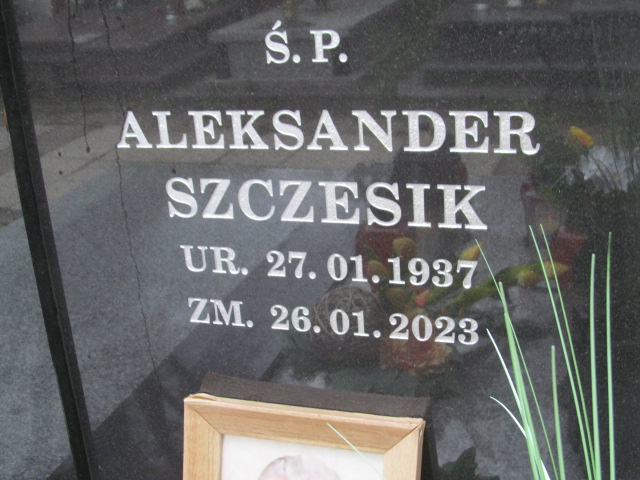 Ś. P.
ALEKSANDER
SZCZESIK
UR. 27. 01. 1937
ZM. 26. 01. 2023